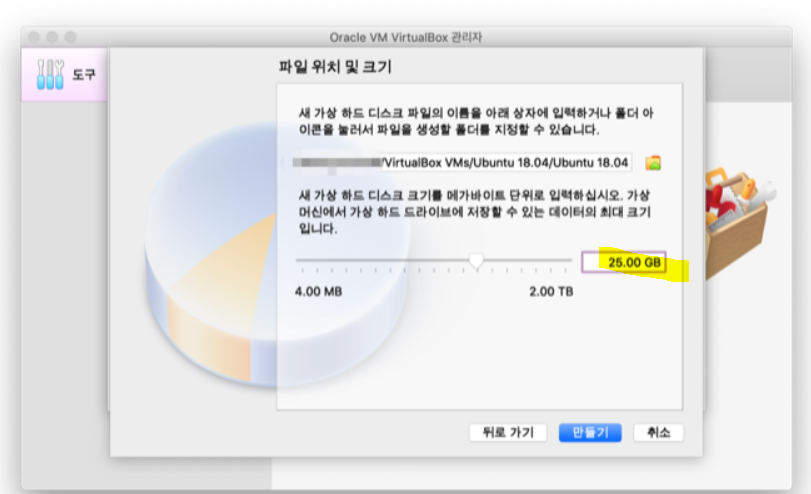 Oracle VM VirtualBox 관리자
도구
파일 위치 및 크기
새 가상 하드 디스크 파일의 이름을 아래 상자에 입력하거나 폴더 아
이콘을 눌러서 파일을 생성할 폴더를 지정할 수 있습니다.
/VirtualBox VMs/Ubuntu 18.04/Ubuntu 18.04
새 가상 하드 디스크 크기를 메가바이트 단위로 입력하십시오. 가상
머신에서 가상 하드 드라이브에 저장할 수 있는 데이터의 최대 크기
입니다.
25.00 GB
4.00 MB
2.00 TB
뒤로 가기
만들기
취소